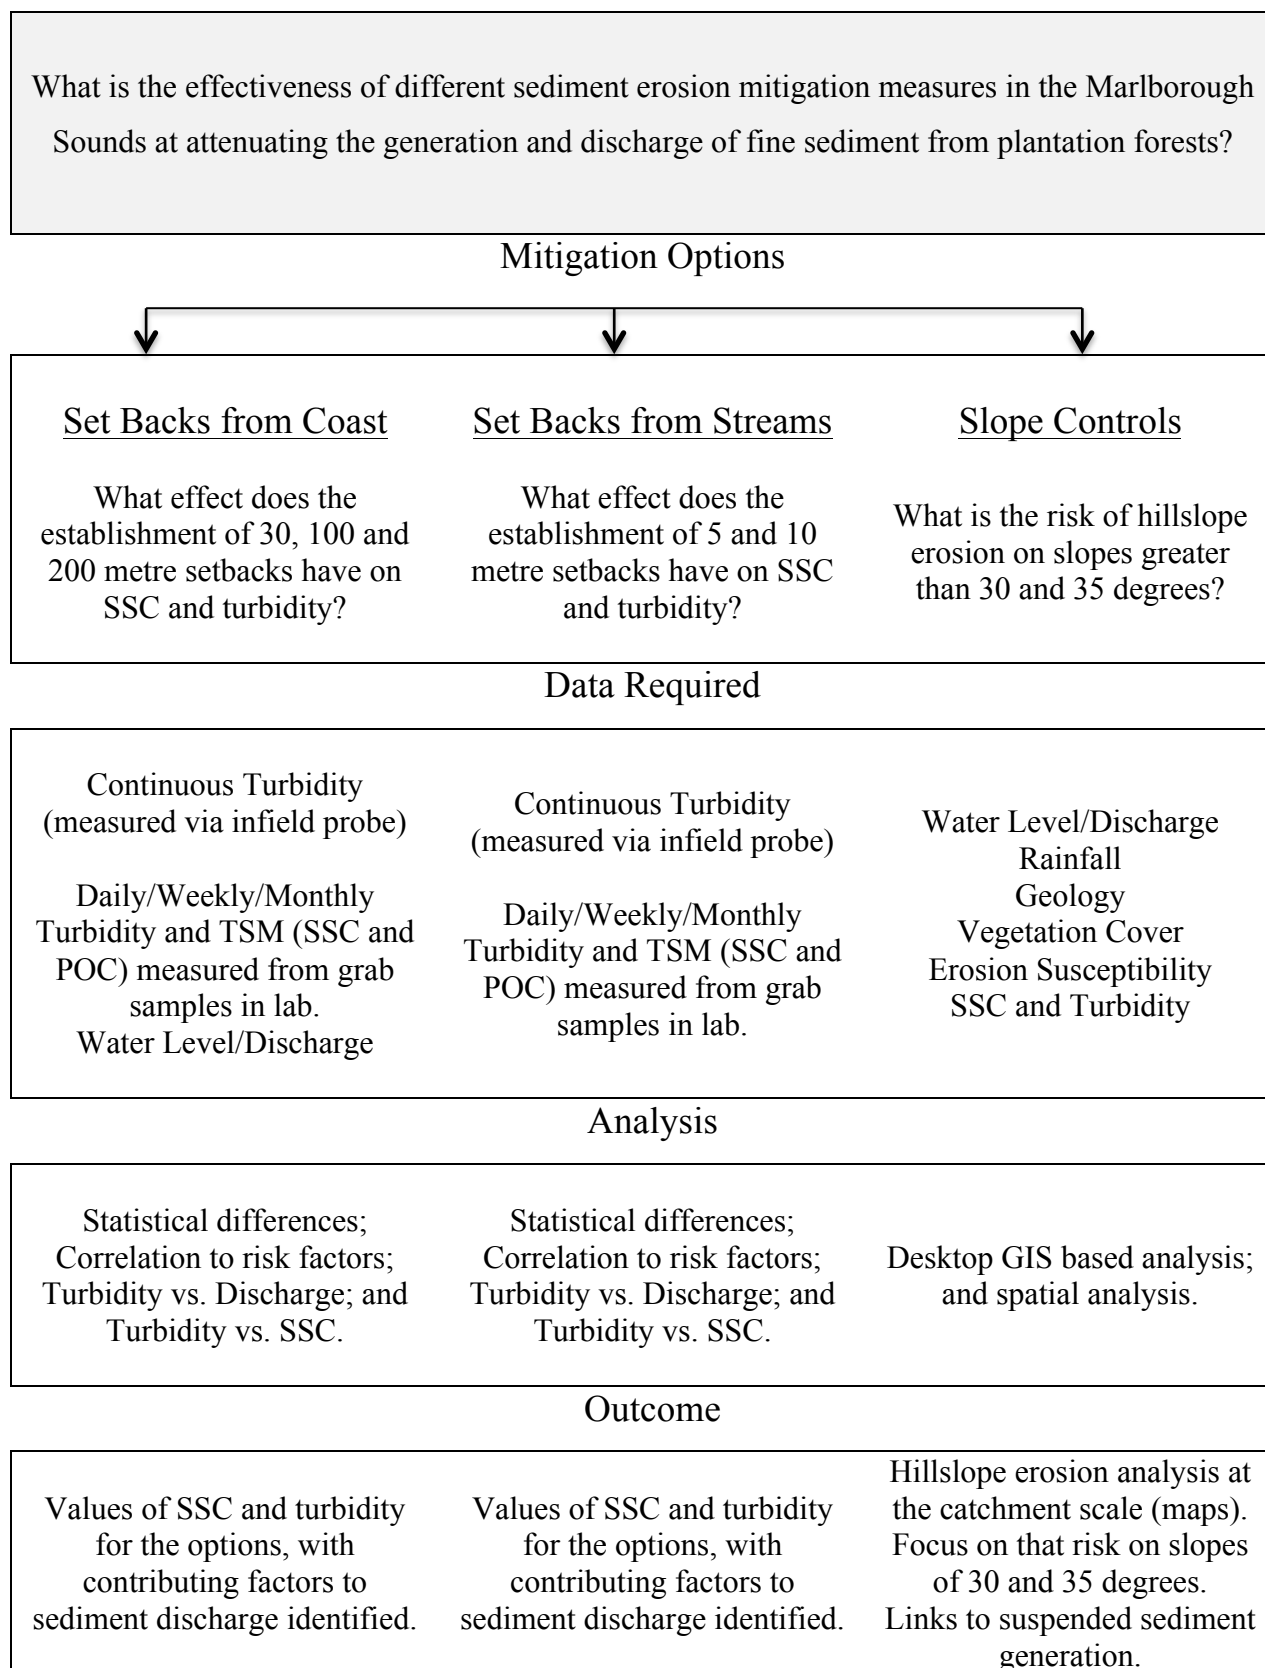 What is the effectiveness of different sediment erosion mitigation measures in the Marlborough
Sounds at attenuating the generation and discharge of fine sediment from plantation forests?
Mitigation Options
Set Backs from Coast
What effect does the
establishment of 30, 100 and
200 metre setbacks have on
SSC and turbidity?
Set Backs from Streams
What effect does the
establishment of 5 and 10
metre setbacks have on SSC
and turbidity?
Slope Controls
What is the risk of hillslope
erosion on slopes greater
than 30 and 35 degrees?
Data Required
Continuous Turbidity
(measured via infield probe)
Daily/Weekly/Monthly
Turbidity and TSM (SSC and
POC) measured from grab
samples in lab.
Water Level/Discharge
Continuous Turbidity
(measured via infield probe)
Daily/Weekly/Monthly
Turbidity and TSM (SSC and
POC) measured from grab
samples in lab.
Water Level/Discharge
Rainfall
Geology
Vegetation Cover
Erosion Susceptibility
SSC and Turbidity
Analysis
Statistical differences;
Correlation to risk factors;
Turbidity vs. Discharge; and
Turbidity vs. SSC.
Statistical differences;
Correlation to risk factors;
Turbidity vs. Discharge; and
Turbidity vs. SSC.
Desktop GIS based analysis;
and spatial analysis.
Outcome
Values of SSC and turbidity
for the options, with
contributing factors to
sediment discharge identified.
Values of SSC and turbidity
for the options, with
contributing factors to
sediment discharge identified.
Hillslope erosion analysis at
the catchment scale (maps).
Focus on that risk on slopes
of 30 and 35 degrees.
Links to suspended sediment
generation.